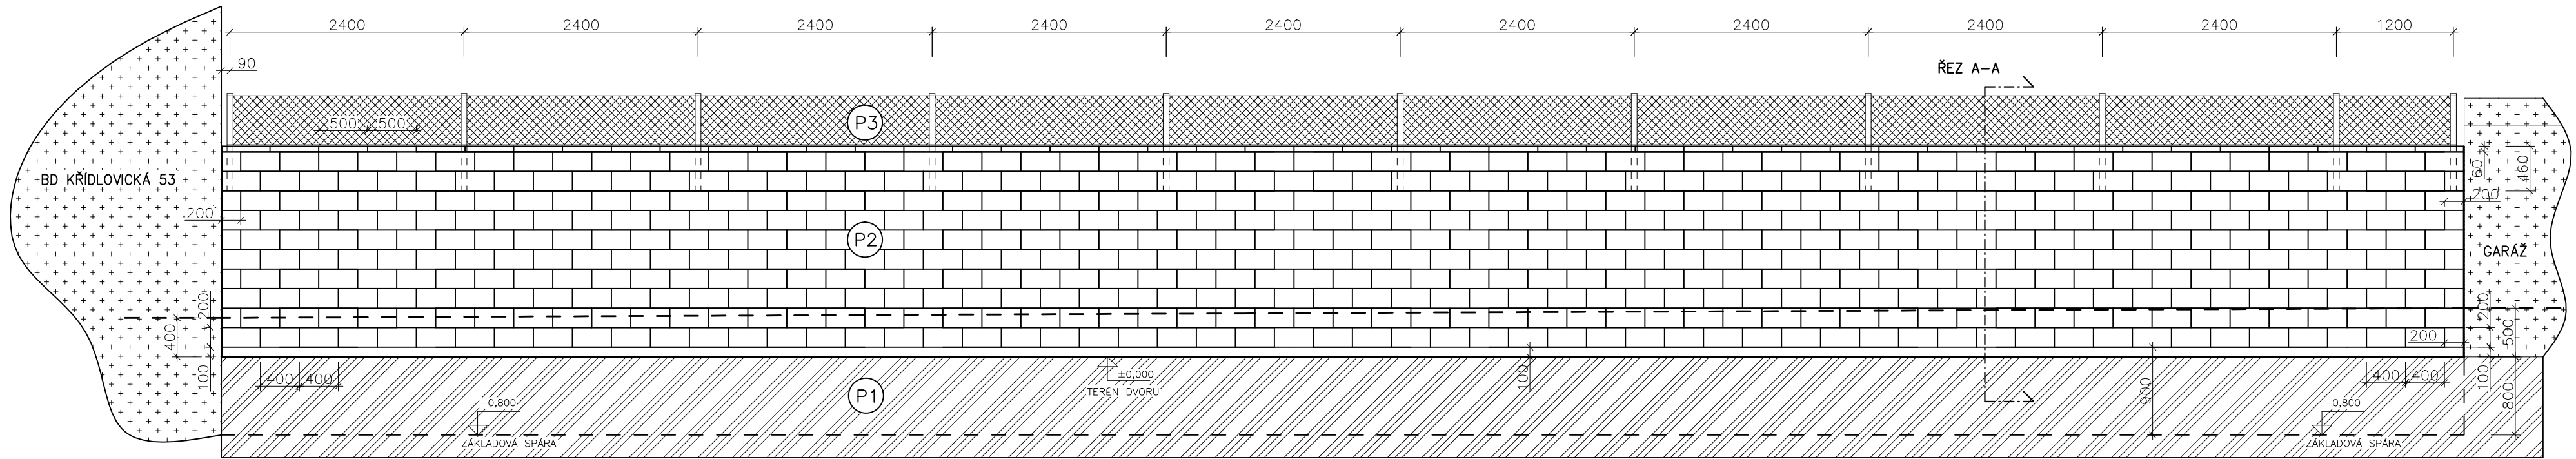 2400 2400 2400 2400 2400 2400 2400 2400 2400 1200
90
ŘEZ A-A
500 500
P3
BD KŘÍDLOVICKÁ 53
60
460
200
200
P2
GARÁŽ
200
400
100
200
500
200
100
800
400 400
±0,000
TERÉN DVORU
100
900
400 400
P1
-0,800
ZÁKLADOVÁ SPÁRA
-0,800
ZÁKLADOVÁ SPÁRA